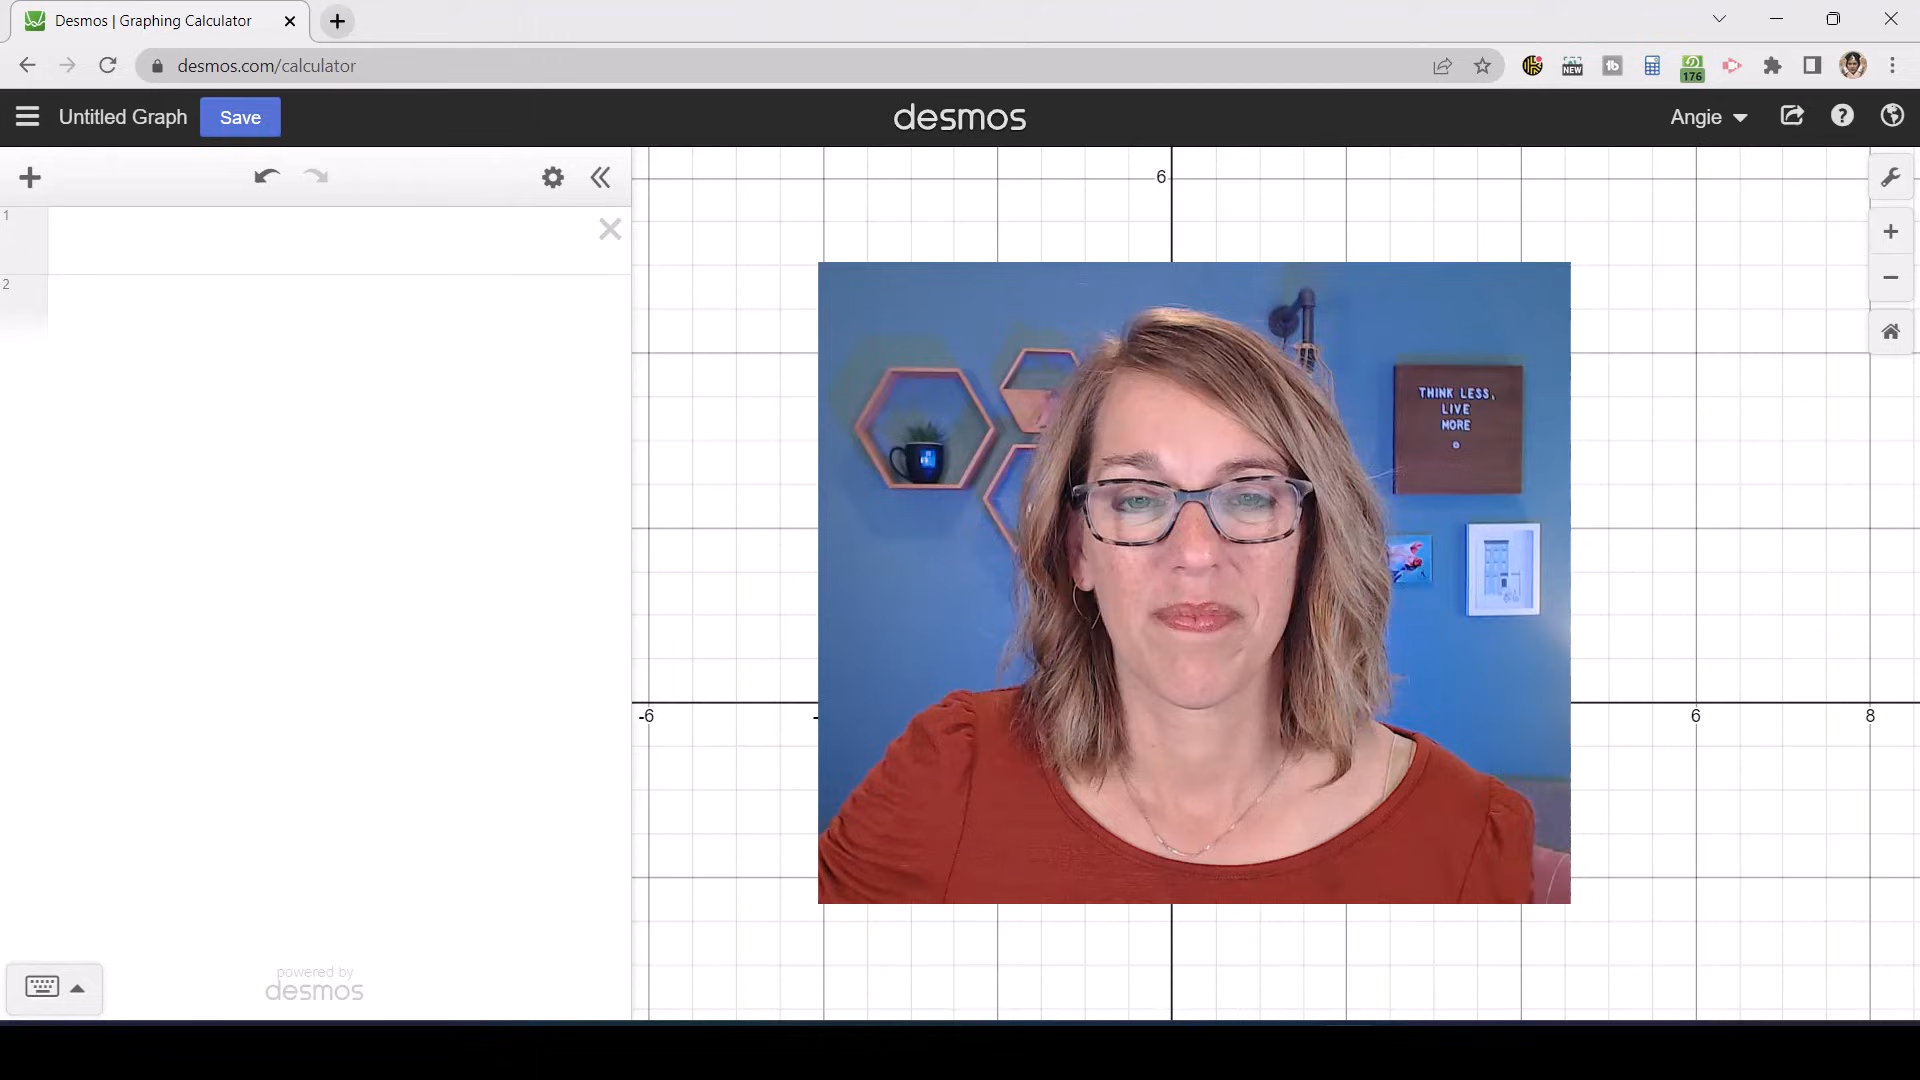 Desmos | Graphing Calculator
desmos.com/calculator
NEW
tb
176
Untitled Graph
Save
desmos
Angie
1
2
6
-6
-
6
8
THINK LESS,
LIVE
MORE
powered by
desmos